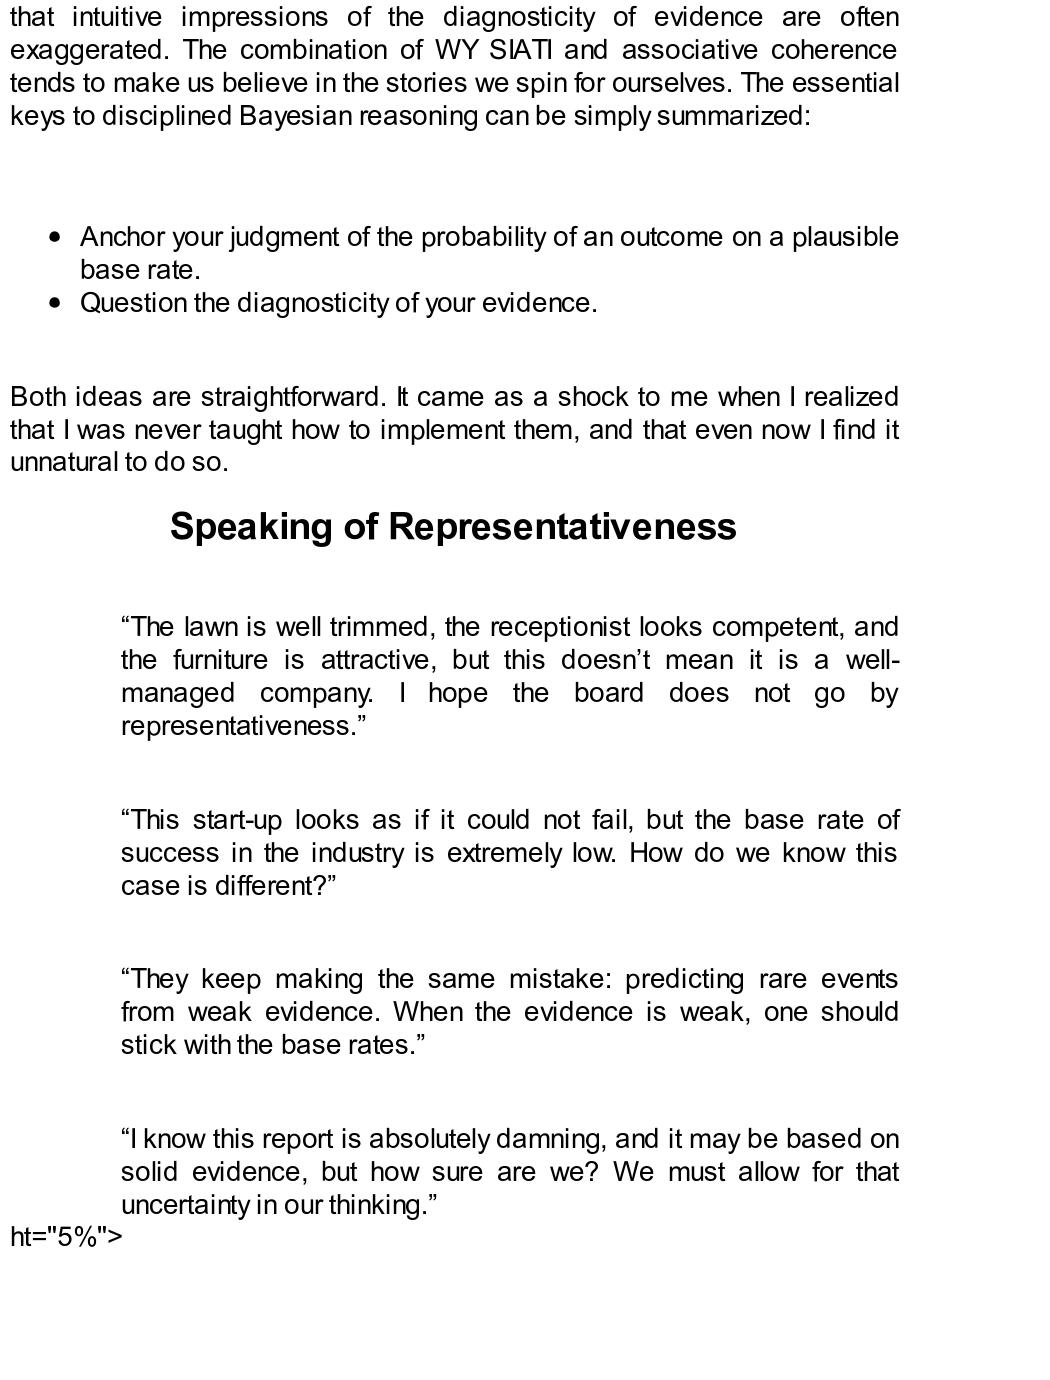 that intuitive impressions of the diagnosticity of evidence are often
exaggerated. The combination of WY SIATI and associative coherence
tends to make us believe in the stories we spin for ourselves. The essential
keys to disciplined Bayesian reasoning can be simply summarized:
• Anchor your judgment of the probability of an outcome on a plausible
base rate.
• Question the diagnosticity of your evidence.
Both ideas are straightforward. It came as a shock to me when I realized
that I was never taught how to implement them, and that even now I find it
unnatural to do so.
Speaking of Representativeness
“The lawn is well trimmed, the receptionist looks competent, and
the furniture is attractive, but this doesn’t mean it is a well-
managed company. I hope the board does not go by
representativeness.”
“This start-up looks as if it could not fail, but the base rate of
success in the industry is extremely low. How do we know this
case is different?”
“They keep making the same mistake: predicting rare events
from weak evidence. When the evidence is weak, one should
stick with the base rates.”
“I know this report is absolutely damning, and it may be based on
solid evidence, but how sure are we? We must allow for that
uncertainty in our thinking.”
ht="5%">